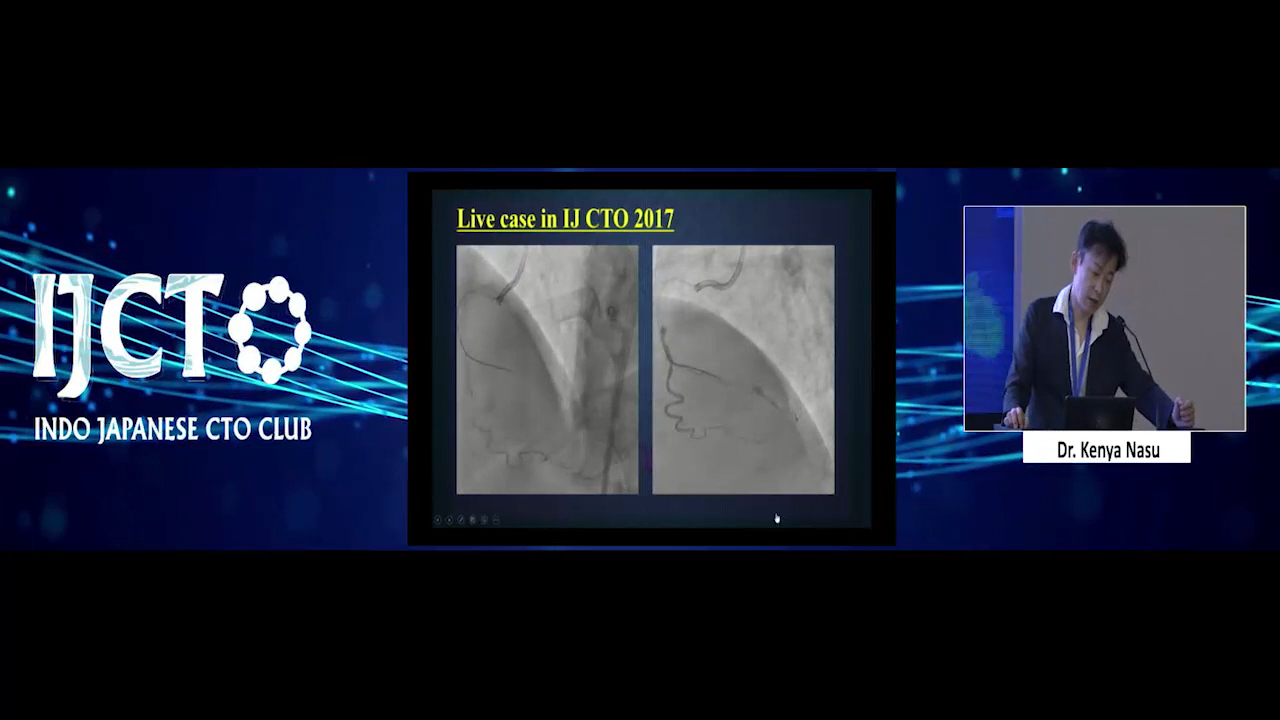 IJCTO
INDO JAPANESE CTO CLUB
Live case in IJ CTO 2017
Dr. Kenya Nasu